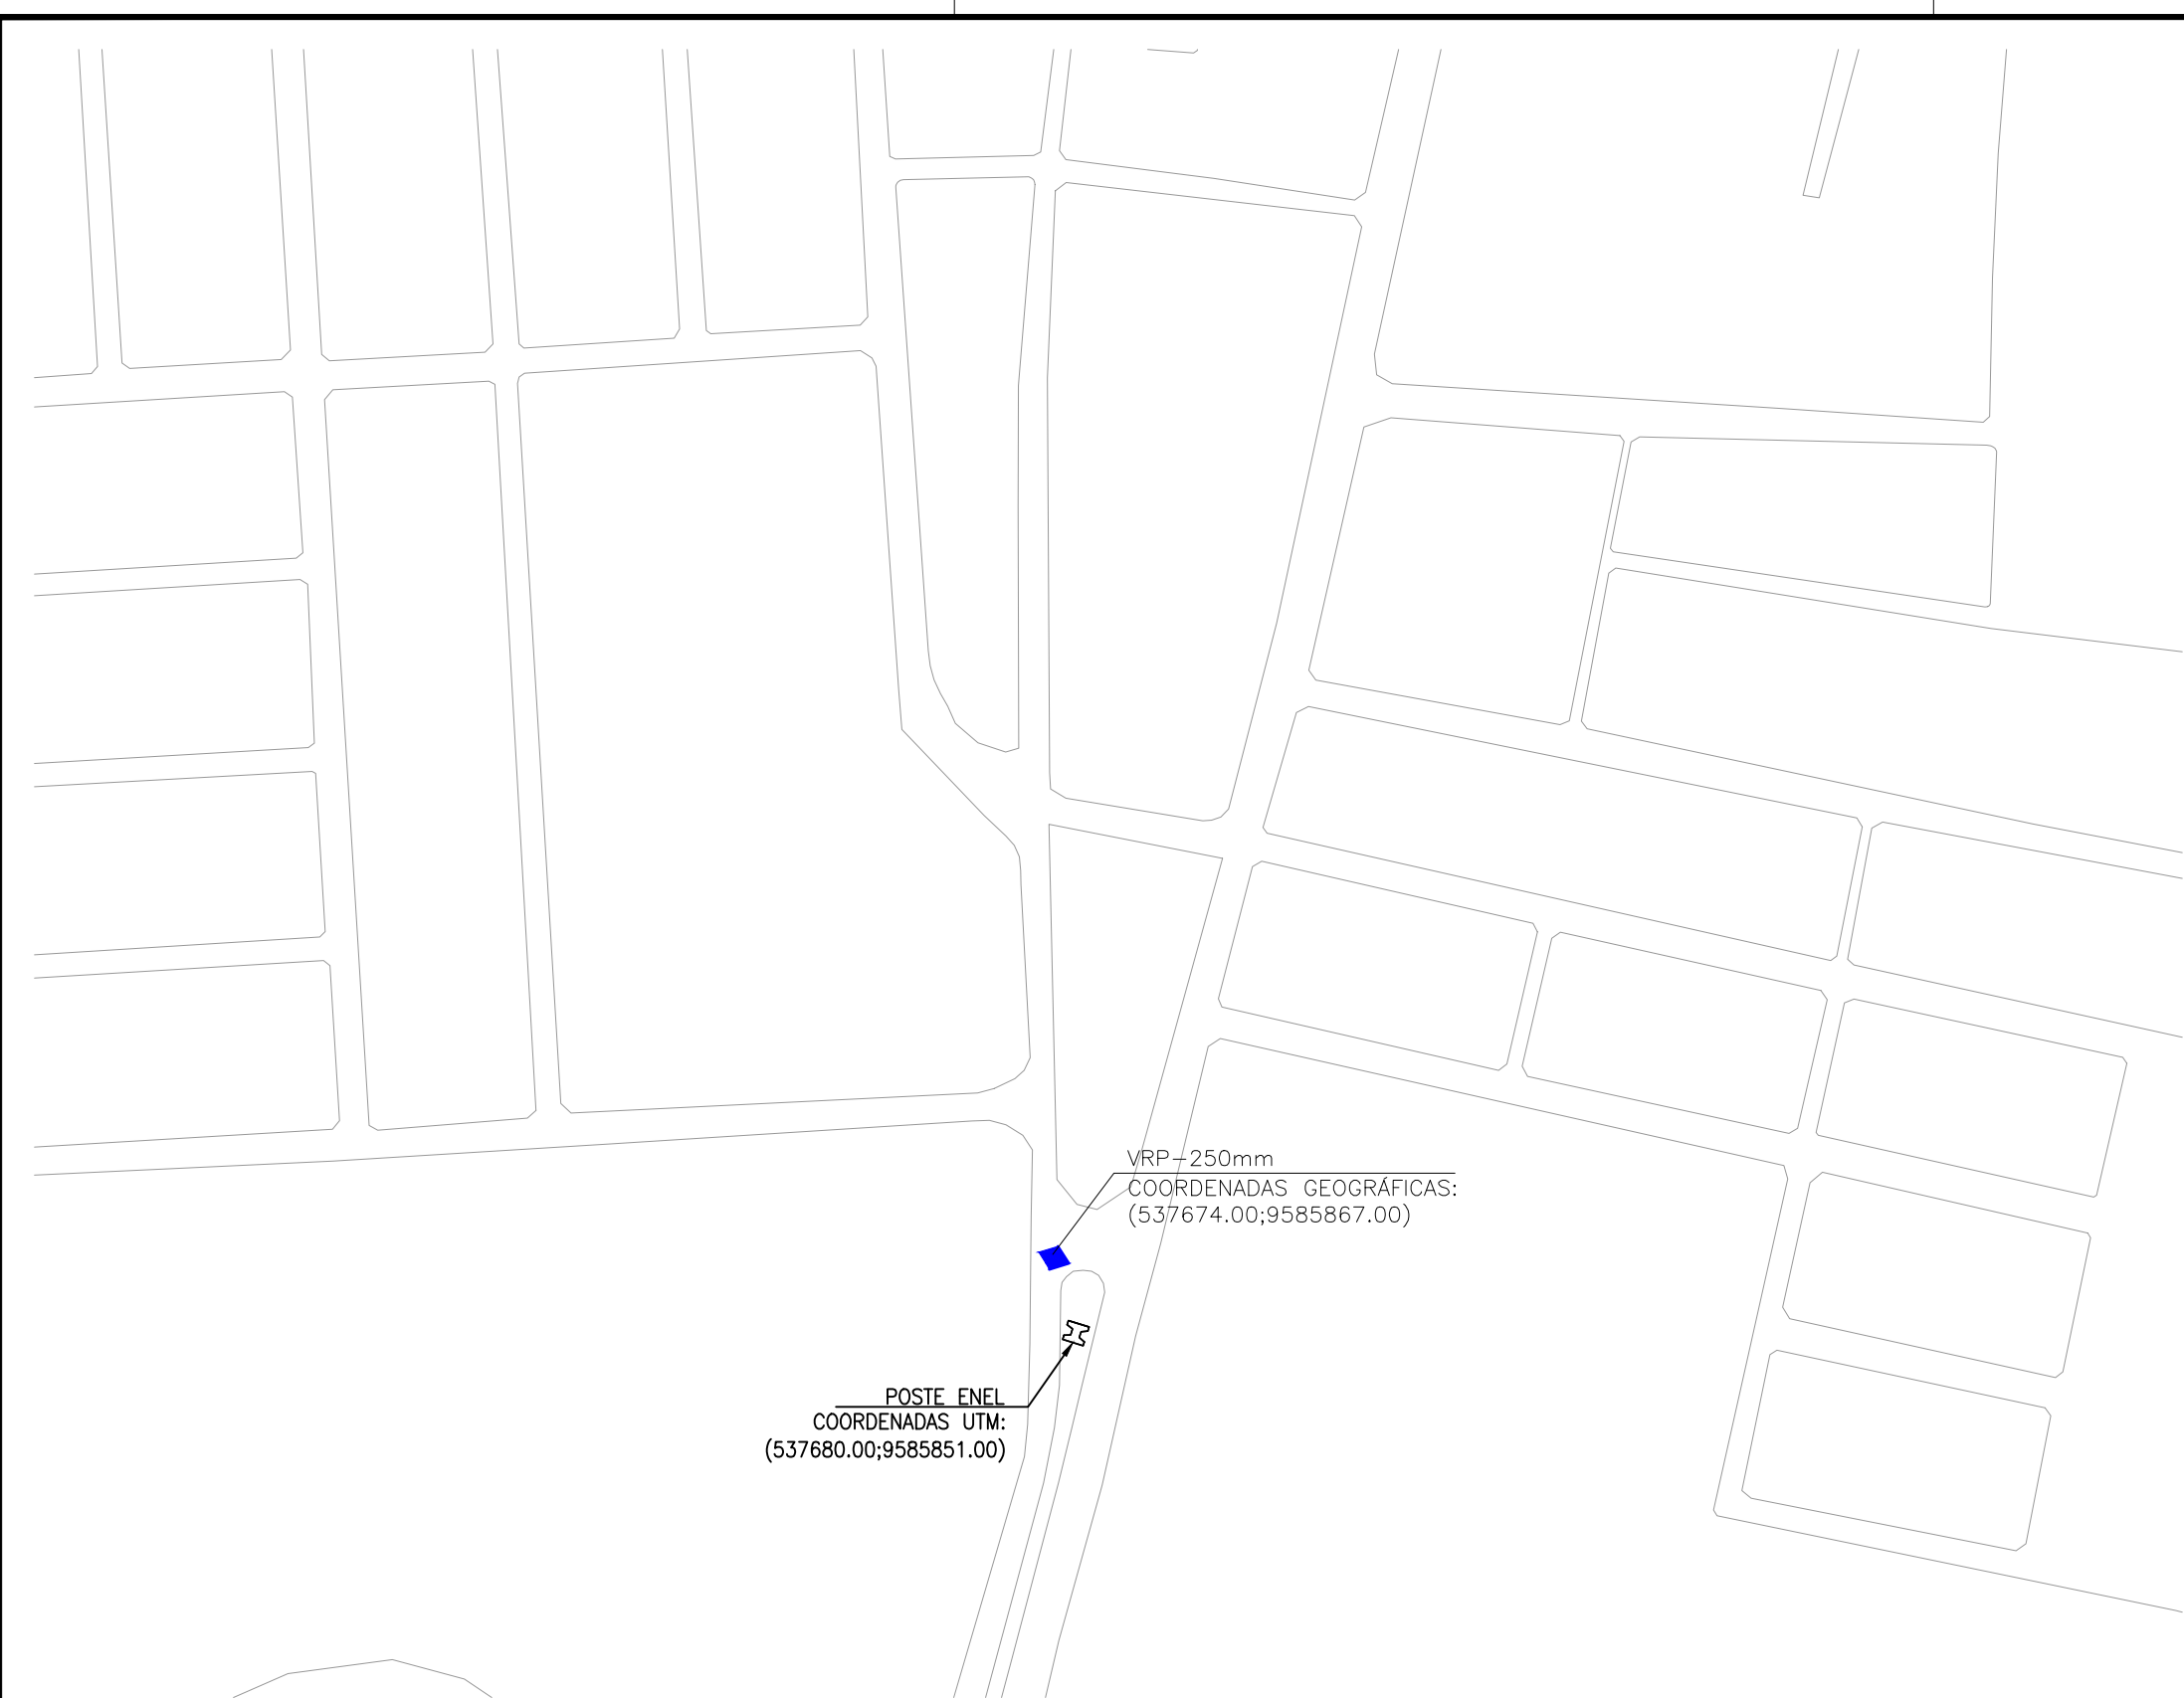 VRP-250mm
COORDENADAS GEOGRÁFICAS:
(537674.00;9585867.00)
POSTE ENEL
COORDENADAS UTM:
(537680.00;9585851.00)